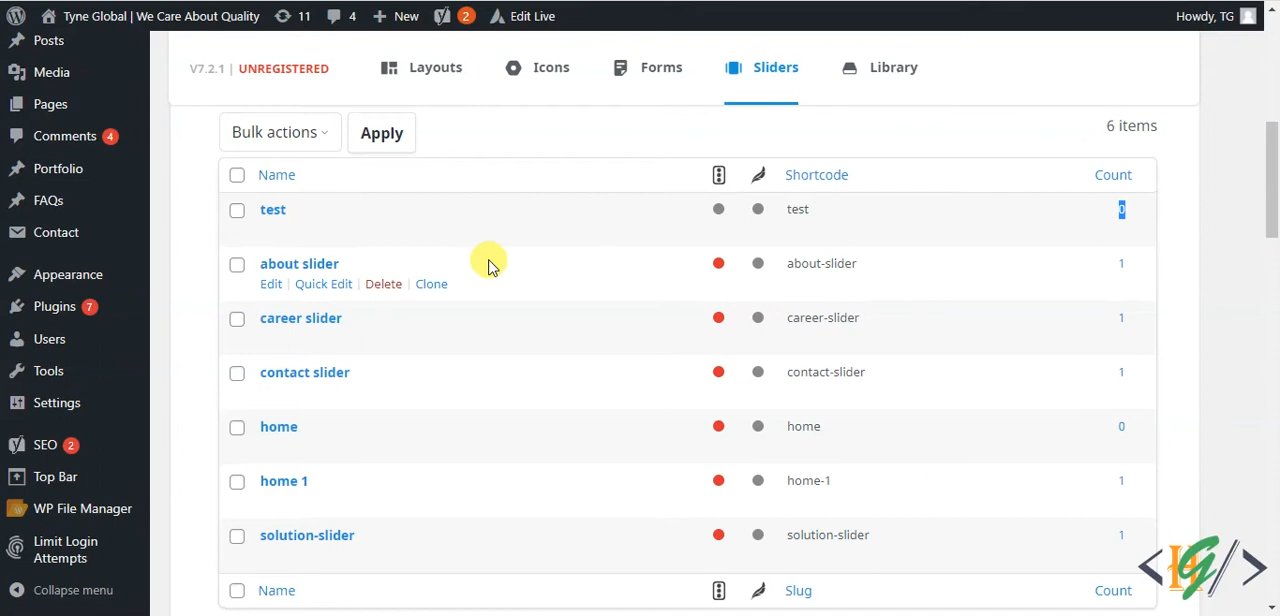 Tyne Global | We Care About Quality 11 4 New 2 Edit Live Howdy, TG
Posts
Media
Pages
Comments 4
Portfolio
FAQs
Contact
Appearance
Plugins 7
Users
Tools
Settings
SEO 2
Top Bar
WP File Manager
Limit Login
Attempts
Collapse menu
V7.2.1 | UNREGISTERED Layouts Icons Forms Sliders Library
Bulk actions Apply 6 items
Name Shortcode Count
test test 0
about slider about-slider 1
Edit | Quick Edit | Delete | Clone
career slider career-slider 1
contact slider contact-slider 1
home home 0
home 1 home-1 1
solution-slider solution-slider 1
Name Slug Count
<HG/>